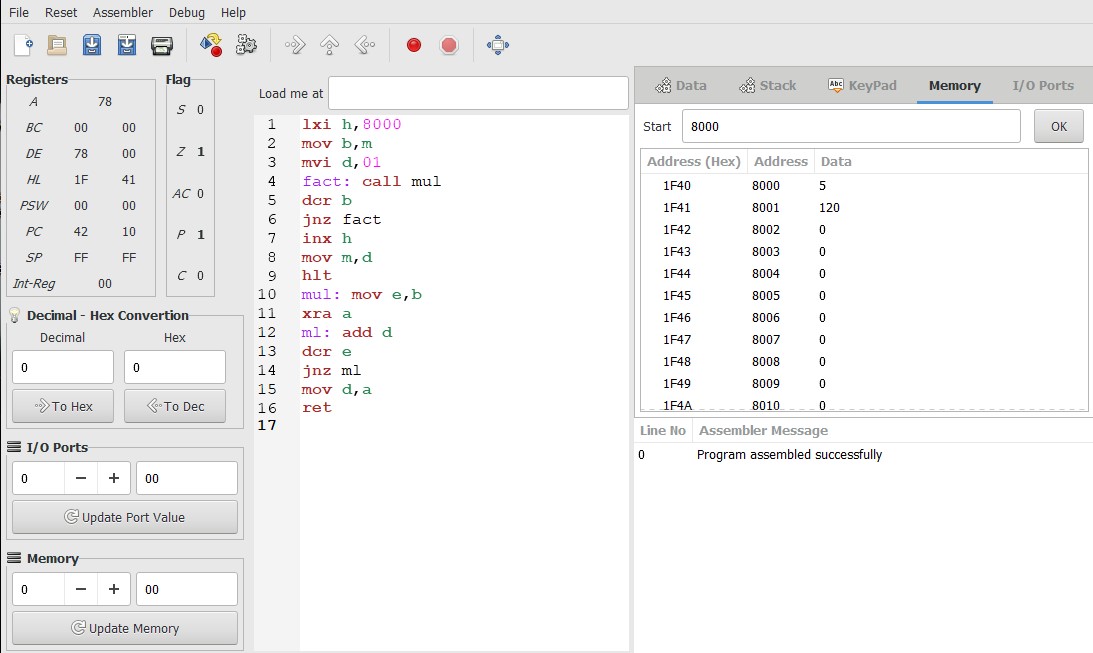 File Reset Assembler Debug Help
Registers
A 78
BC 00 00
DE 78 00
HL 1F 41
PSW 00 00
PC 42 10
SP FF FF
Int-Reg 00
Flag
S 0
Z 1
AC 0
P 1
C 0
Decimal - Hex Convertion
Decimal Hex
0 0
To Hex To Dec
I/O Ports
0 − + 00
Update Port Value
Memory
0 − + 00
Update Memory
Load me at
1 lxi h,8000
2 mov b,m
3 mvi d,01
4 fact: call mul
5 dcr b
6 jnz fact
7 inx h
8 mov m,d
9 hlt
10 mul: mov e,b
11 xra a
12 ml: add d
13 dcr e
14 jnz ml
15 mov d,a
16 ret
17
Data Stack Abc KeyPad Memory I/O Ports
Start 8000 OK
Address (Hex) Address Data
1F40 8000 5
1F41 8001 120
1F42 8002 0
1F43 8003 0
1F44 8004 0
1F45 8005 0
1F46 8006 0
1F47 8007 0
1F48 8008 0
1F49 8009 0
1F4A 8010 0
Line No Assembler Message
0 Program assembled successfully